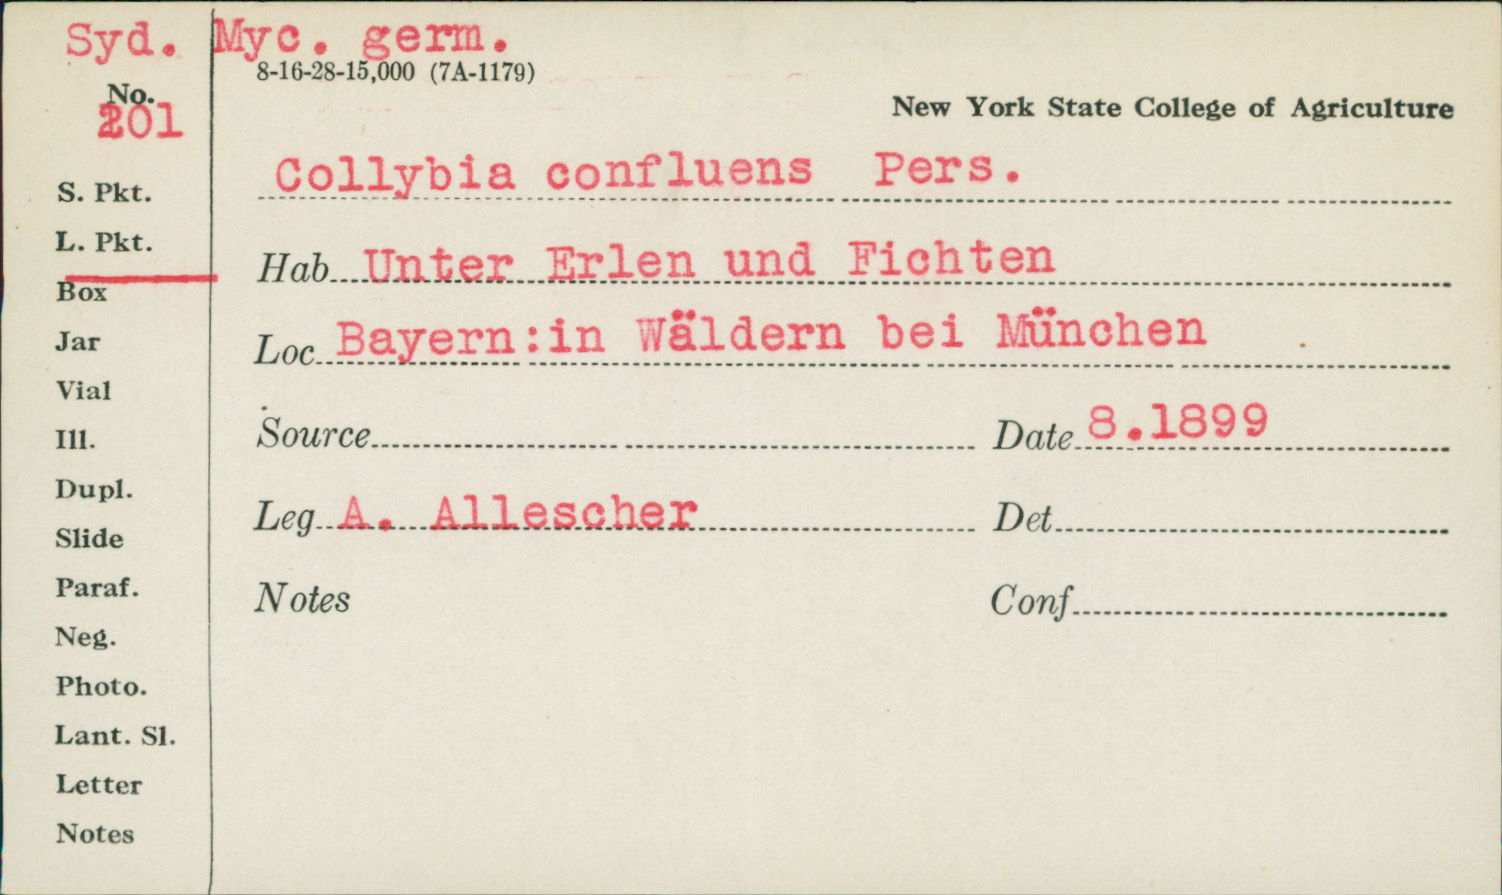 Syd. Myc. germ.
8-16-28-15,000 (7A-1179)
No.
201
New York State College of Agriculture
Collybia confluens Pers.
S. Pkt.
L. Pkt.
Hab Unter Erlen und Fichten
Box
Jar
Loc Bayern:in Wäldern bei München
Vial
Ill.
Source
Date 8.1899
Dupl.
Slide
Leg A. Allescher
Det
Paraf.
Notes
Conf
Neg.
Photo.
Lant. Sl.
Letter
Notes